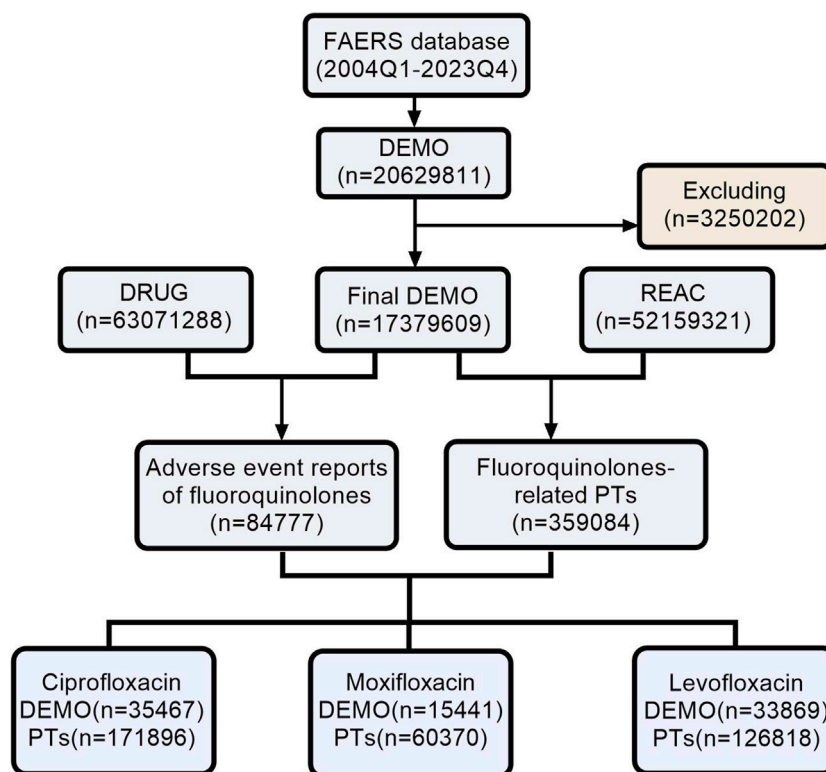 FAERS database
(2004Q1-2023Q4)
DEMO
(n=20629811)
Excluding
(n=3250202)
DRUG
(n=63071288)
Final DEMO
(n=17379609)
REAC
(n=52159321)
Adverse event reports
of fluoroquinolones
(n=84777)
Fluoroquinolones-
related PTs
(n=359084)
Ciprofloxacin
DEMO(n=35467)
PTs(n=171896)
Moxifloxacin
DEMO(n=15441)
PTs(n=60370)
Levofloxacin
DEMO(n=33869)
PTs(n=126818)